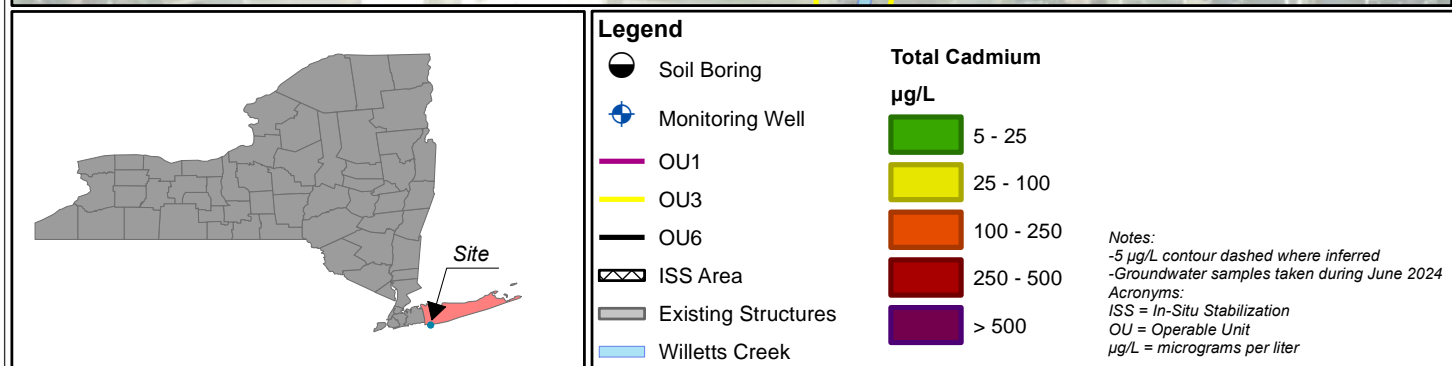 Site
Legend
Soil Boring
Monitoring Well
OU1
OU3
OU6
ISS Area
Existing Structures
Willetts Creek
Total Cadmium
µg/L
5 - 25
25 - 100
100 - 250
250 - 500
> 500
Notes:
-5 µg/L contour dashed where inferred
-Groundwater samples taken during June 2024
Acronyms:
ISS = In-Situ Stabilization
OU = Operable Unit
µg/L = micrograms per liter